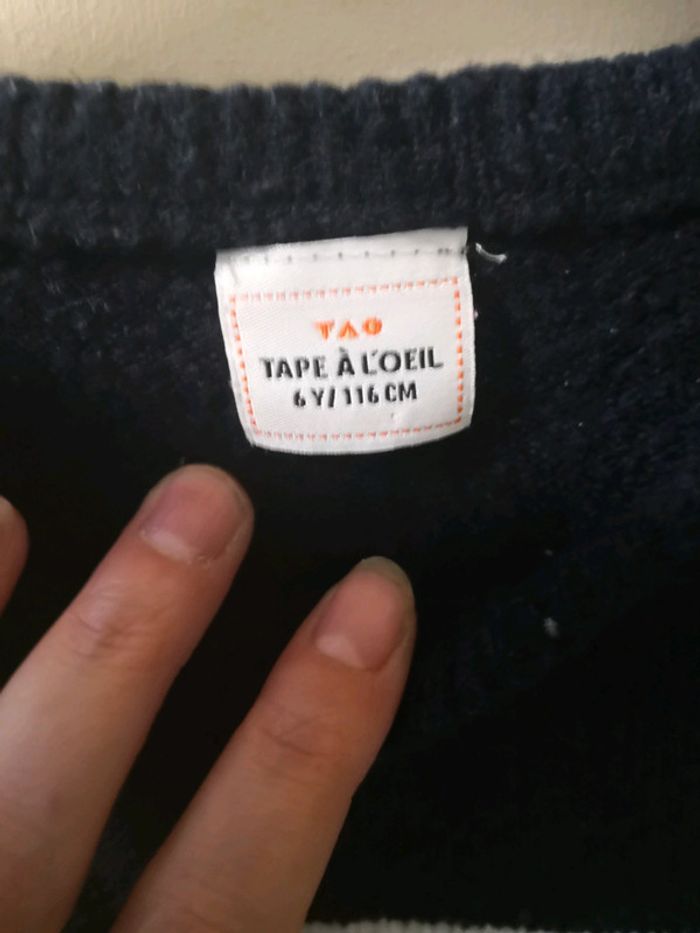 TAO
TAPE À L'OEIL
6 Y/116 CM